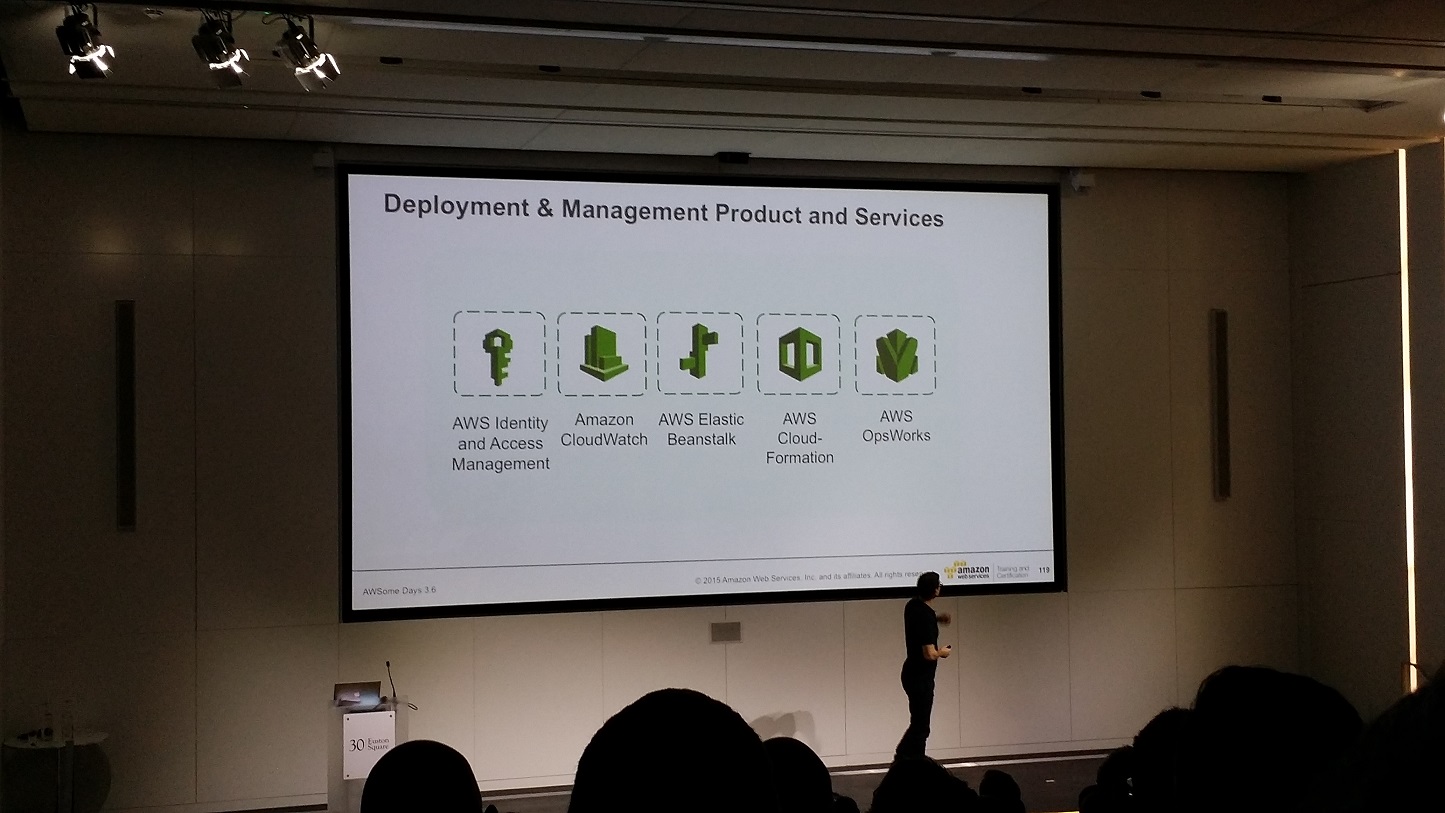 Deployment & Management Product and Services
AWS Identity
and Access
Management
Amazon
CloudWatch
AWS Elastic
Beanstalk
AWS
Cloud-
Formation
AWS
OpsWorks
AWSome Days 3.6
© 2015 Amazon Web Services, Inc. and its affiliates. All rights
amazon
web services
Training and
Certification
119
30
Euston
Square